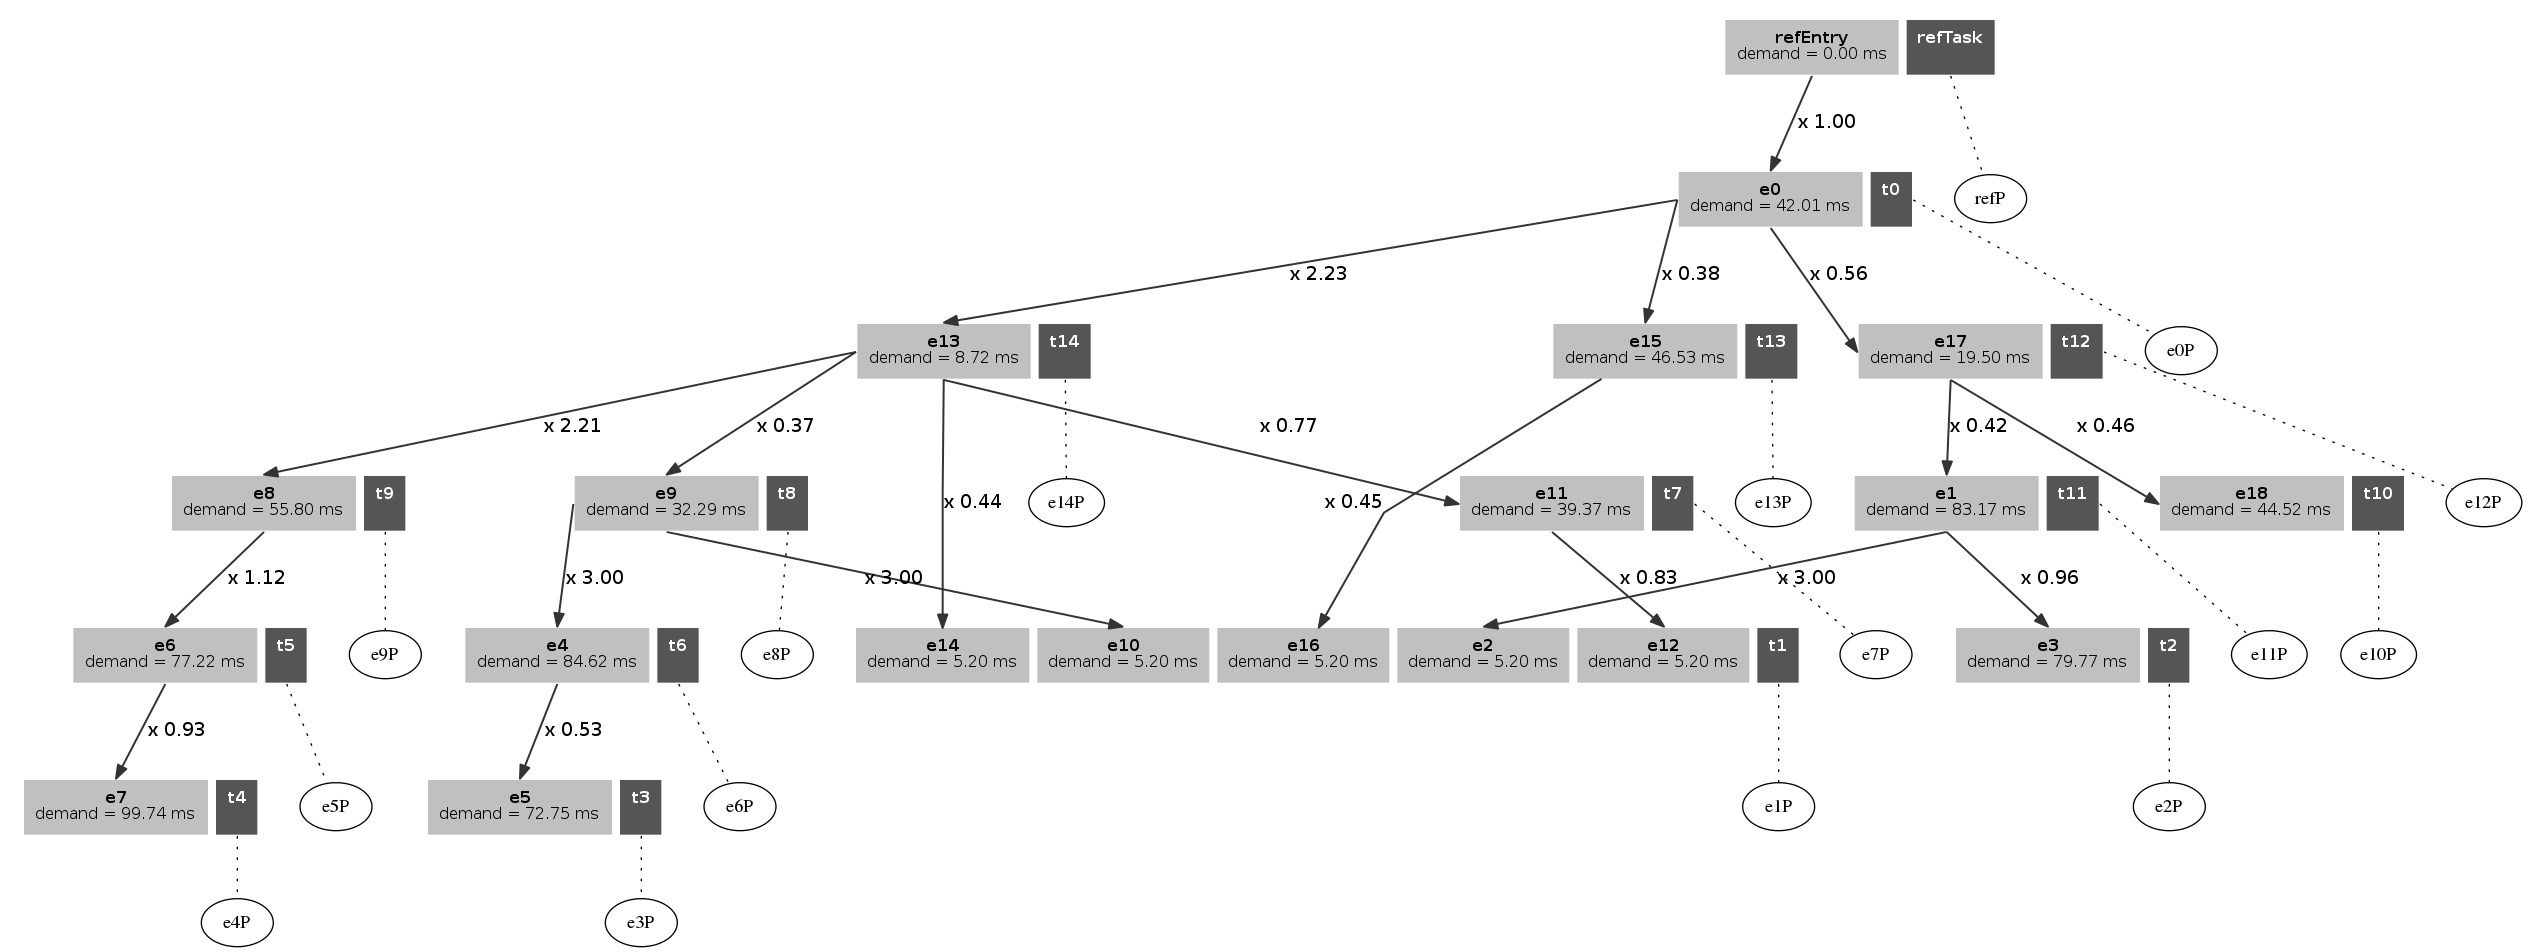 refEntry
demand = 0.00 ms
refTask
x 1.00
e0
demand = 42.01 ms
t0
refP
x 2.23
x 0.38
x 0.56
e13
demand = 8.72 ms
t14
e15
demand = 46.53 ms
t13
e17
demand = 19.50 ms
t12
e0P
x 2.21
x 0.37
x 0.77
x 0.42
x 0.46
e8
demand = 55.80 ms
t9
e9
demand = 32.29 ms
t8
x 0.44
e14P
x 0.45
e11
demand = 39.37 ms
t7
e13P
e1
demand = 83.17 ms
t11
e18
demand = 44.52 ms
t10
e12P
x 1.12
x 3.00
x 3.00
x 0.83
x 3.00
x 0.96
e6
demand = 77.22 ms
t5
e9P
e4
demand = 84.62 ms
t6
e8P
e14
demand = 5.20 ms
e10
demand = 5.20 ms
e16
demand = 5.20 ms
e2
demand = 5.20 ms
e12
demand = 5.20 ms
t1
e7P
e3
demand = 79.77 ms
t2
e11P
e10P
x 0.93
x 0.53
e7
demand = 99.74 ms
t4
e5P
e5
demand = 72.75 ms
t3
e6P
e1P
e2P
e4P
e3P